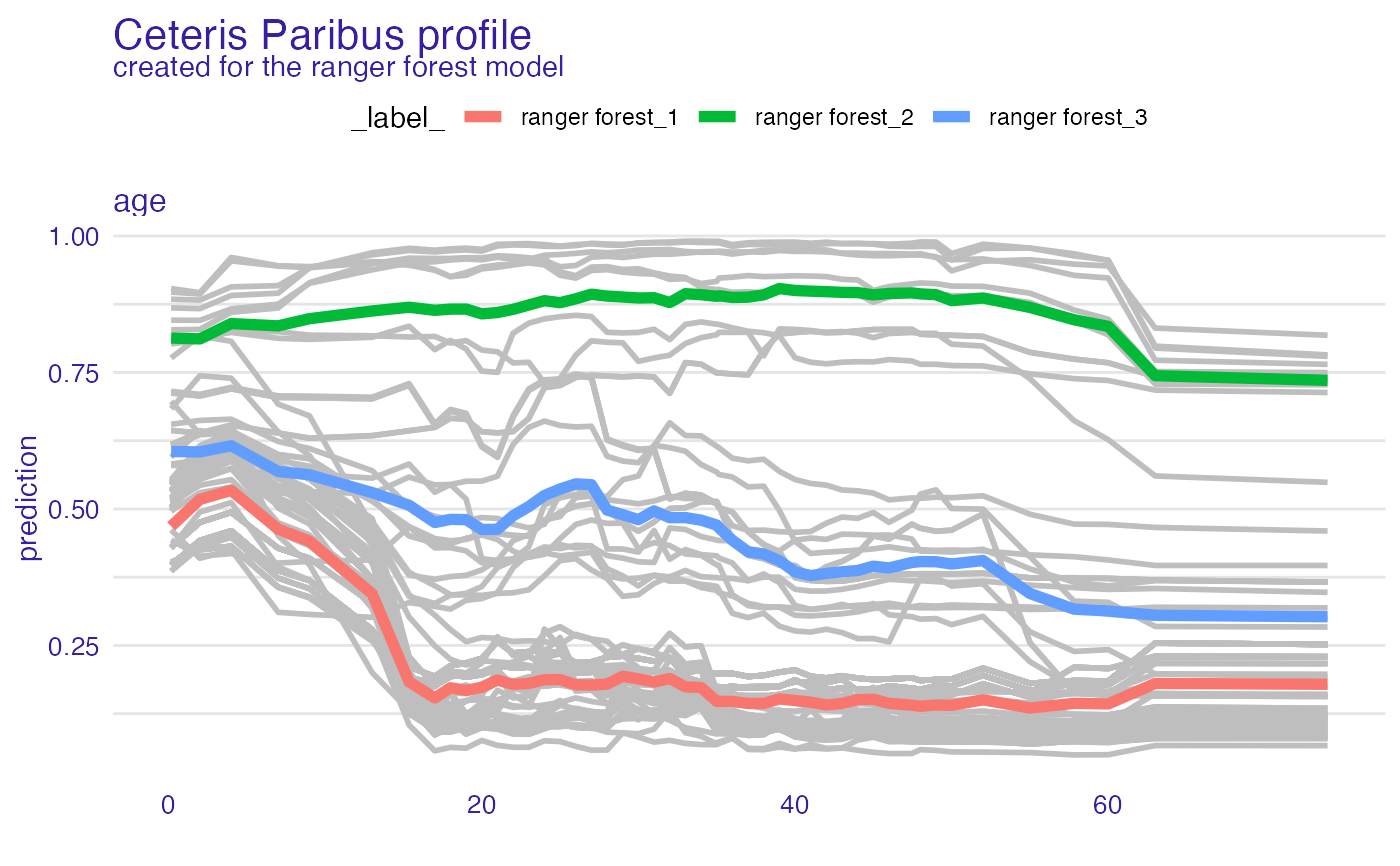 Ceteris Paribus profile
created for the ranger forest model
_label_ ranger forest_1 ranger forest_2 ranger forest_3
age
1.00
0.75
0.50
0.25
prediction
0 20 40 60